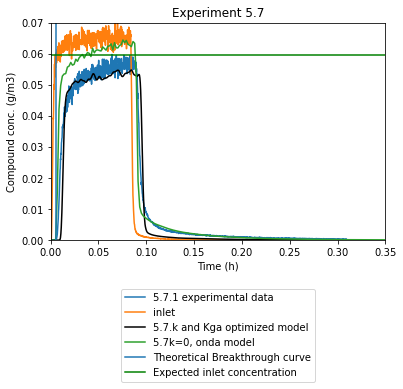 Experiment 5.7
Compound conc. (g/m3)
0.07
0.06
0.05
0.04
0.03
0.02
0.01
0.00
0.00 0.05 0.10 0.15 0.20 0.25 0.30 0.35
Time (h)
5.7.1 experimental data
inlet
5.7.k and Kga optimized model
5.7k=0, onda model
Theoretical Breakthrough curve
Expected inlet concentration